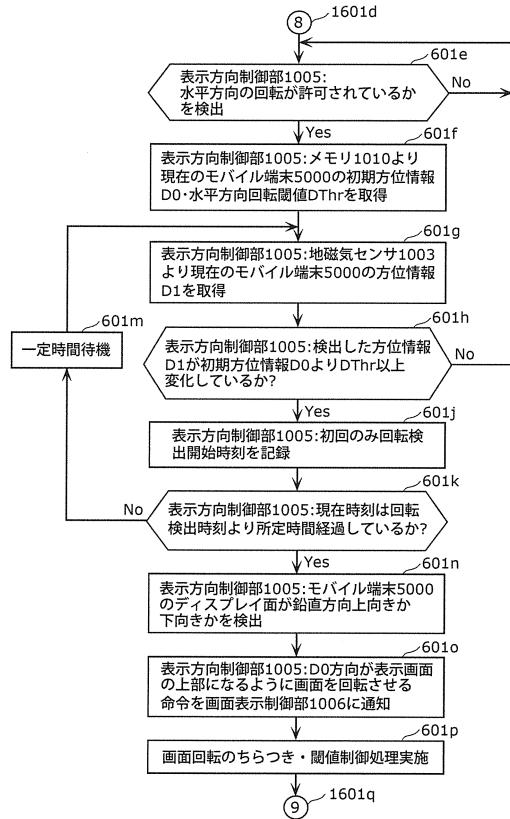 8
1601d
601e
表示方向制御部1005:
水平方向の回転が許可されているか
を検出
No
Yes
601f
表示方向制御部1005:メモリ1010より
現在のモバイル端末5000の初期方位情報
D0・水平方向回転閾値DThrを取得
601g
表示方向制御部1005:地磁気センサ1003
より現在のモバイル端末5000の方位情報
D1を取得
601m
一定時間待機
601h
表示方向制御部1005:検出した方位情報
D1が初期方位情報D0よりDThr以上
変化しているか?
No
Yes
601j
表示方向制御部1005:初回のみ回転検
出開始時刻を記録
601k
表示方向制御部1005:現在時刻は回転
検出時刻より所定時間経過しているか?
No
Yes
601n
表示方向制御部1005:モバイル端末5000
のディスプレイ面が鉛直方向上向きか
下向きかを検出
601o
表示方向制御部1005:D0方向が表示画面
の上部になるように画面を回転させる
命令を画面表示制御部1006に通知
601p
画面回転のちらつき・閾値制御処理実施
1601q
9